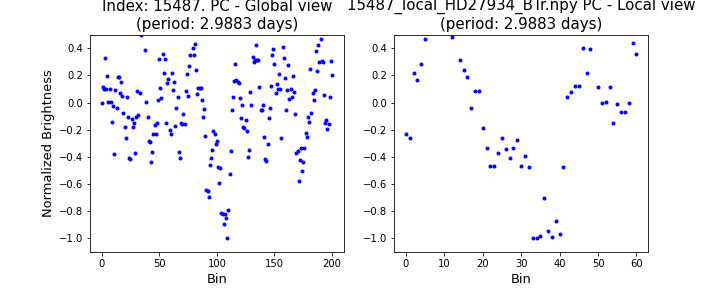 Index: 15487. PC - Global view
(period: 2.9883 days)
15487_local_HD27934_BTr.npy PC - Local view
(period: 2.9883 days)
Normalized Brightness
0.4
0.2
0.0
−0.2
−0.4
−0.6
−0.8
−1.0
0 50 100 150 200
Bin
0.4
0.2
0.0
−0.2
−0.4
−0.6
−0.8
−1.0
0 10 20 30 40 50 60
Bin